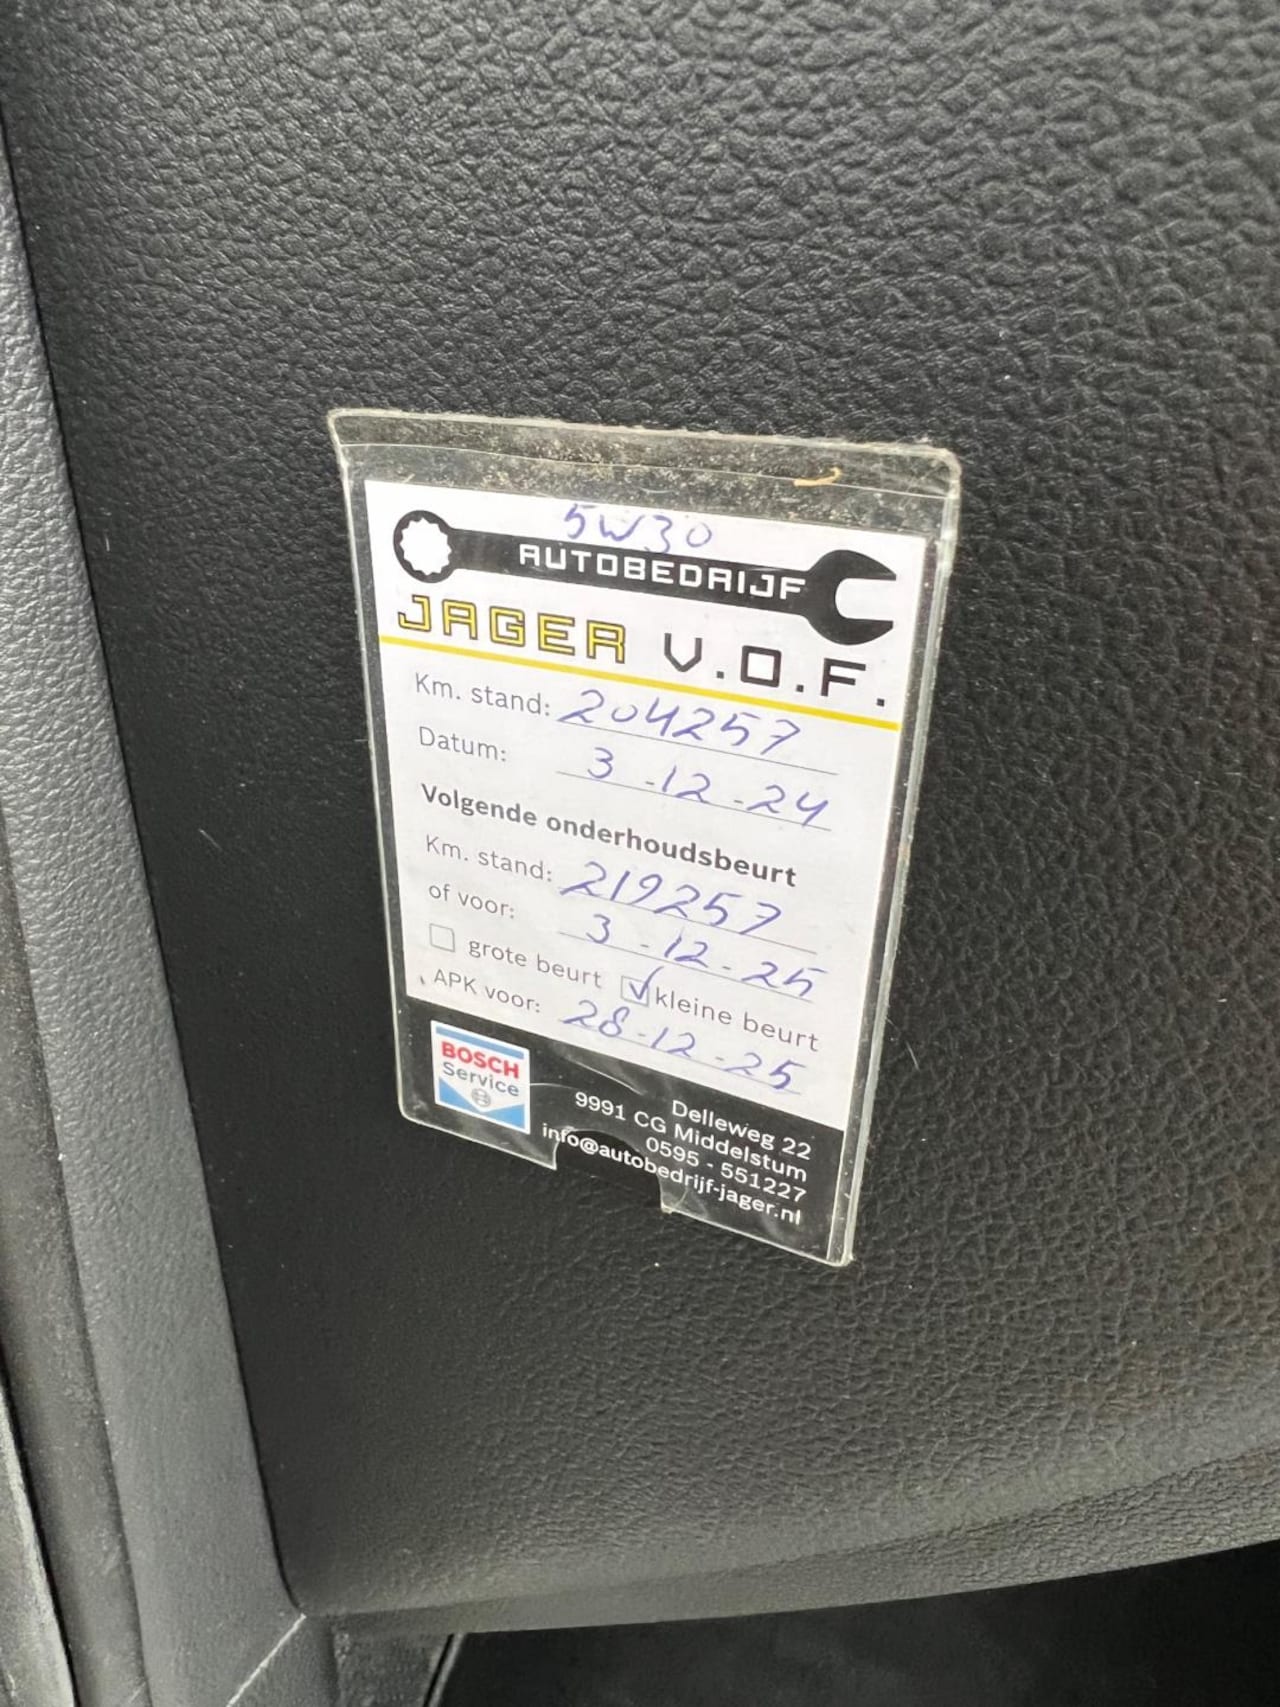 5W30
AUTOBEDRIJF
JAGER V.O.F.
Km. stand: 204257
Datum: 3-12-24
Volgende onderhoudsbeurt
Km. stand: 219257
of voor: 3-12-25
grote beurt kleine beurt
APK voor: 28-12-25
BOSCH
Service
Delleweg 22
9991 CG Middelstum
0595 - 551227
info@autobedrijf-jager.nl